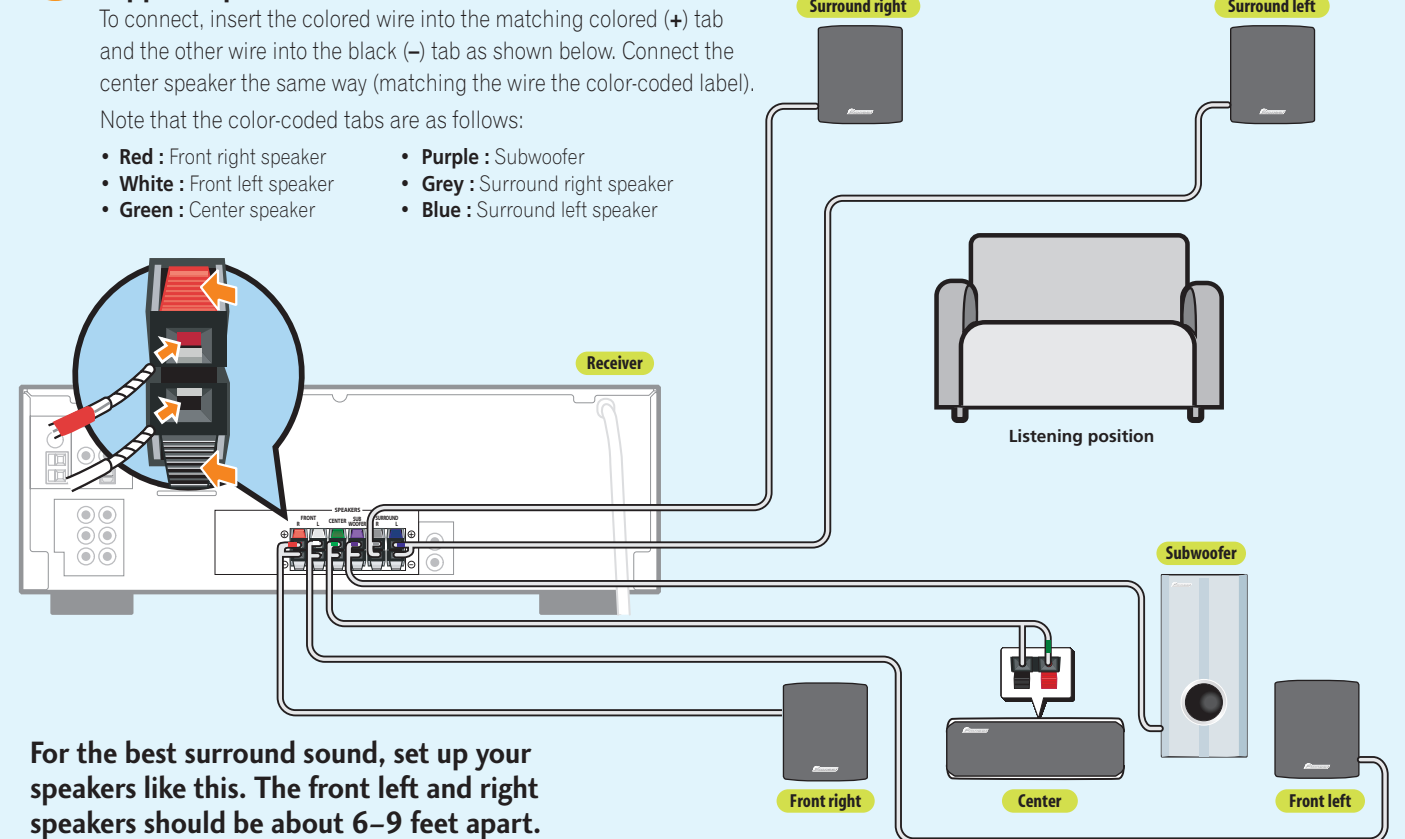 Surround right
Surround left
To connect, insert the colored wire into the matching colored (+) tab
and the other wire into the black (–) tab as shown below. Connect the
center speaker the same way (matching the wire the color-coded label).
Note that the color-coded tabs are as follows:
• Red : Front right speaker
• White : Front left speaker
• Green : Center speaker
• Purple : Subwoofer
• Grey : Surround right speaker
• Blue : Surround left speaker
Receiver
Listening position
SPEAKERS
FRONT
R L
CENTER
SUB
WOOFER
SURROUND
R L
Subwoofer
Front right
Center
Front left
For the best surround sound, set up your
speakers like this. The front left and right
speakers should be about 6–9 feet apart.